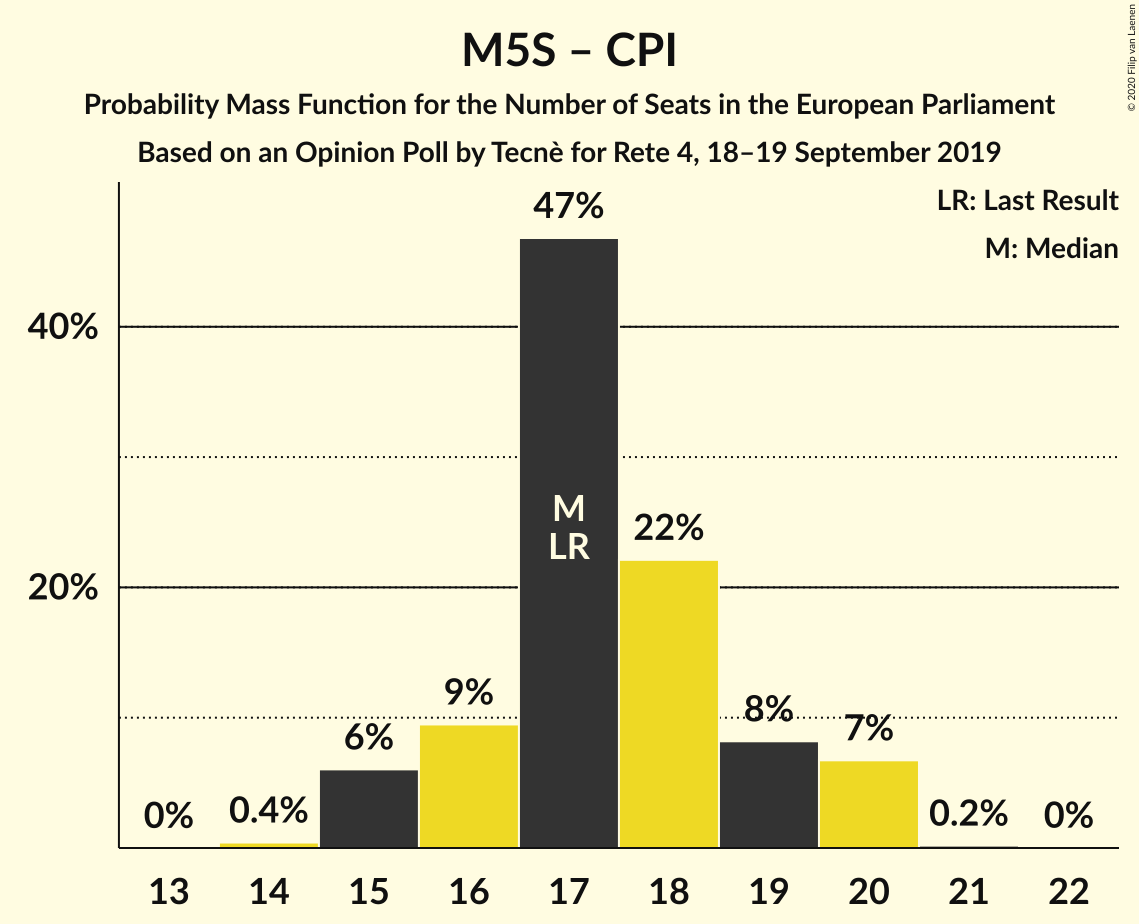 M5S – CPI
Probability Mass Function for the Number of Seats in the European Parliament
Based on an Opinion Poll by Tecnè for Rete 4, 18–19 September 2019
© 2020 Filip van Laenen
LR: Last Result
M: Median
40%
20%
0%
0.4%
6%
9%
47%
M
LR
22%
8%
7%
0.2%
0%
13 14 15 16 17 18 19 20 21 22